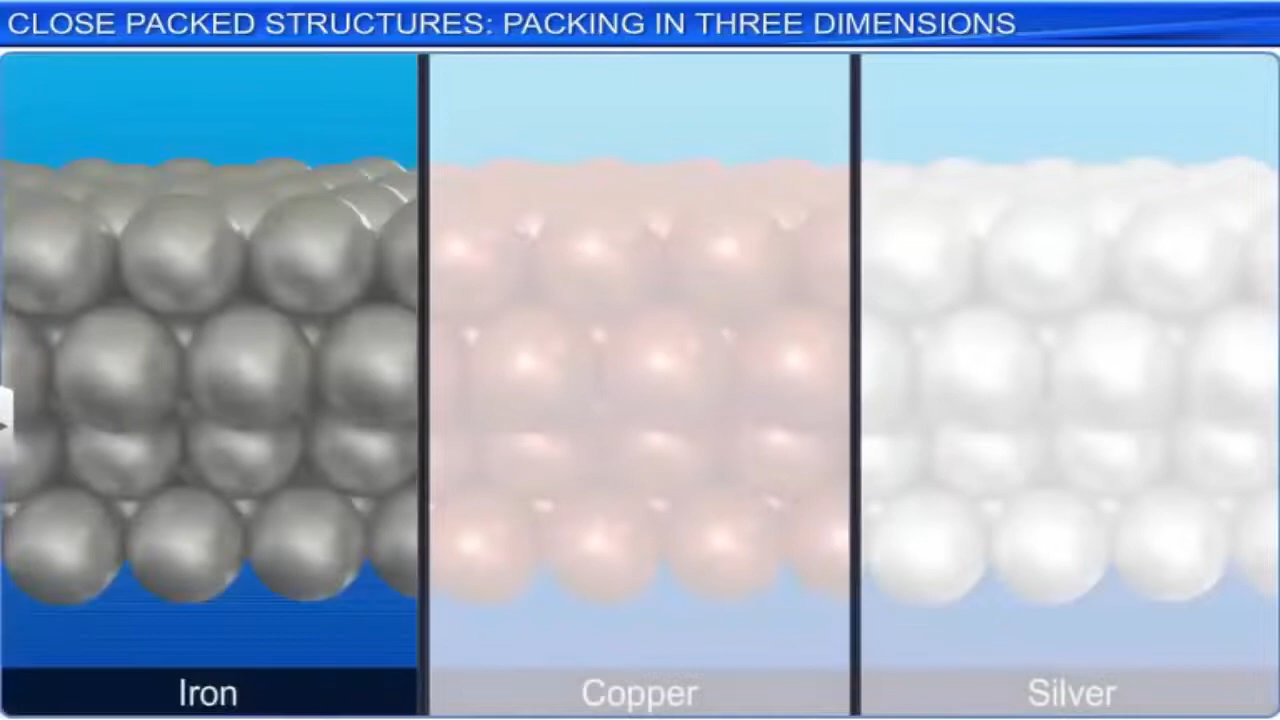 CLOSE PACKED STRUCTURES: PACKING IN THREE DIMENSIONS
Iron
Copper
Silver